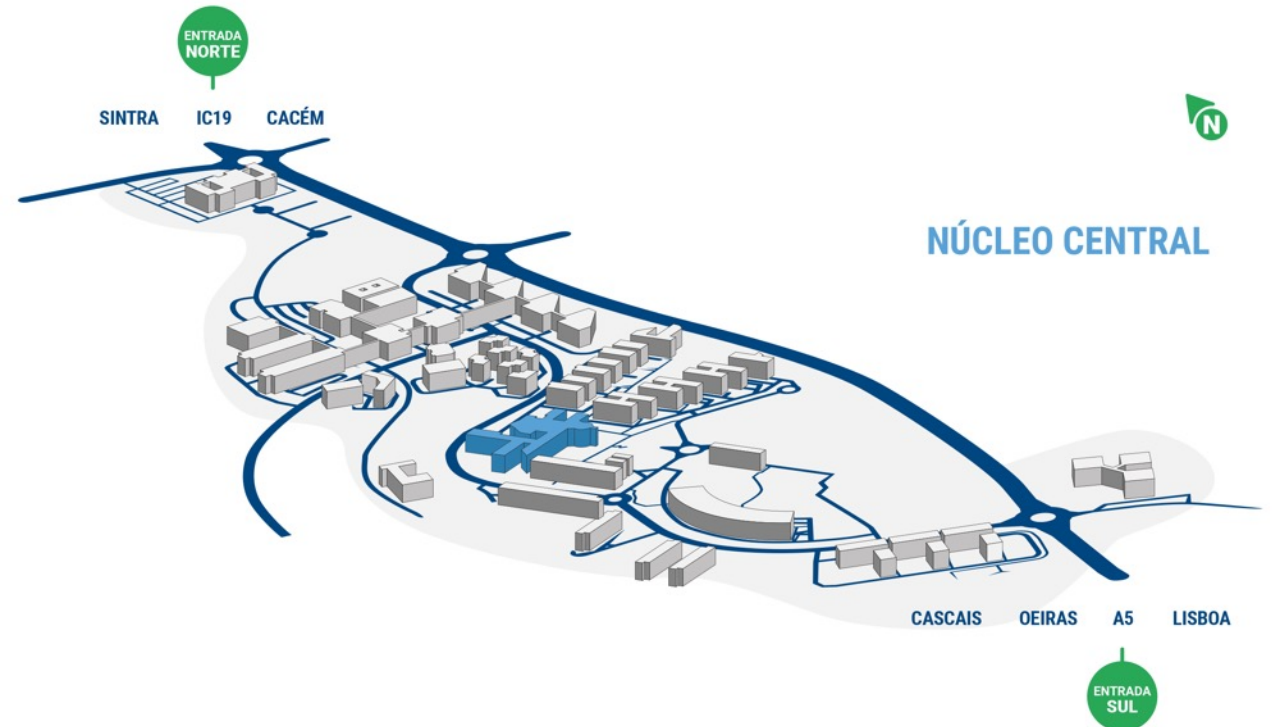 ENTRADA
NORTE
SINTRA IC19 CACÉM
N
NÚCLEO CENTRAL
CASCAIS OEIRAS A5 LISBOA
ENTRADA
SUL